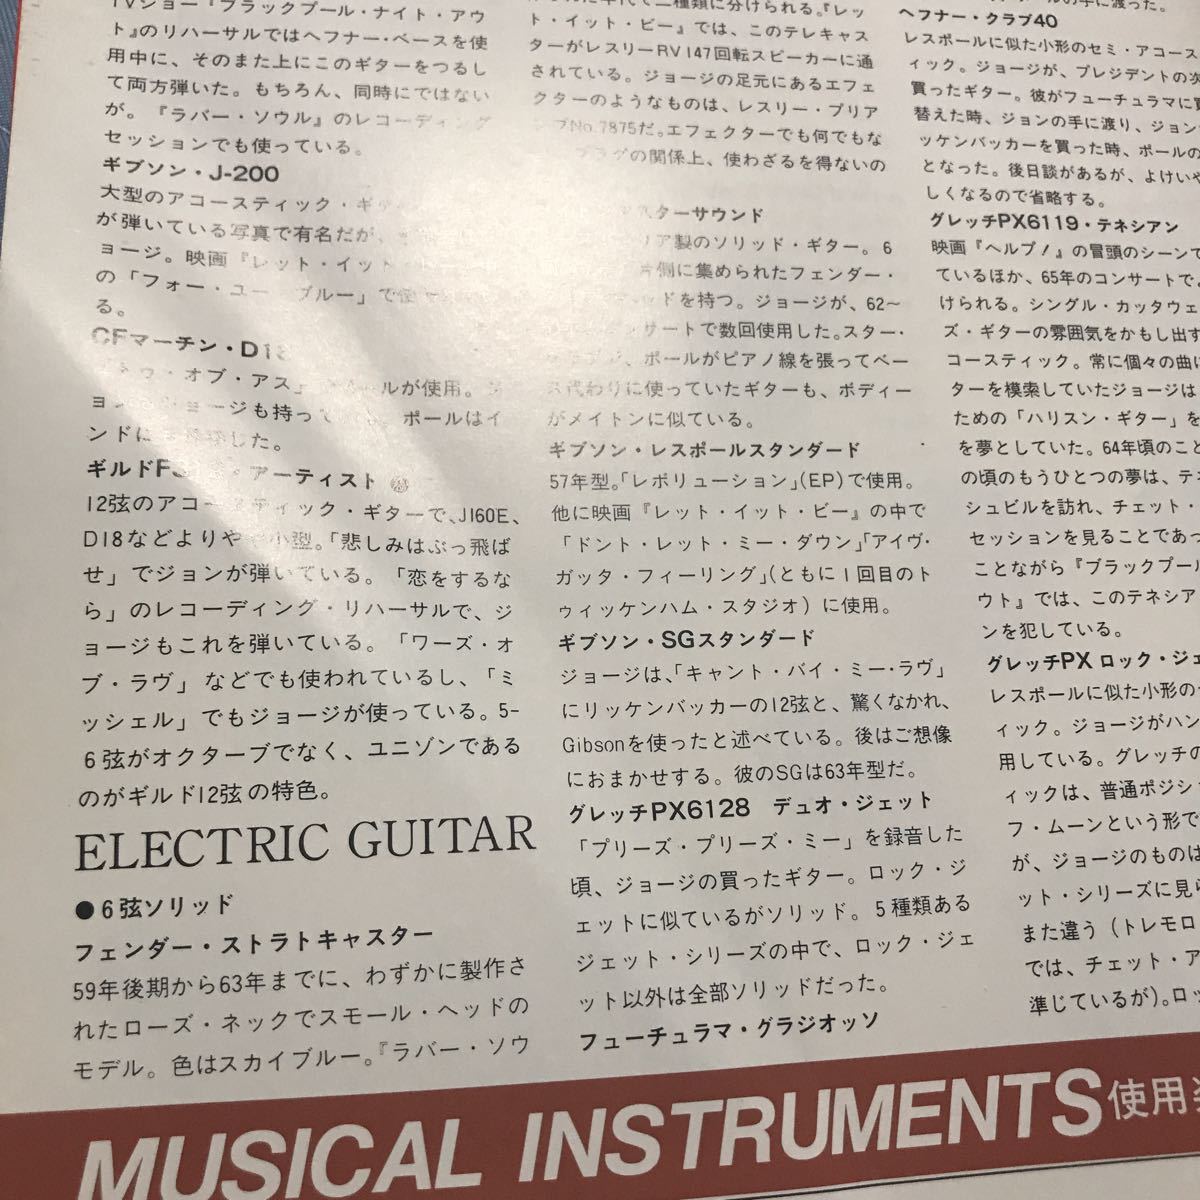 TVショー『ブラックプール・ナイト・アウ
ト』のリハーサルではヘフナー・ベースを使
用中に、そのまた上にこのギターをつるし
て両方弾いた。もちろん、同時にではない
が。『ラバー・ソウル』のレコーディング
セッションでも使っている。
ギブソン・J-200
大型のアコースティック・ギ
が弾いている写真で有名だが、
ョージ。映画『レット・イット
の「フォー・ユー・ブルー」で
る。
CFマーチン・D18
「トゥ・オブ・アス」 ールが使用。ジ
ョン ョージも持って ポールはイ
ンドに した。
ギルドF アーティスト
12弦のアコースティック・ギターで、J160E、
D18などよりやや小型。「悲しみはぶっ飛ば
せ」でジョンが弾いている。「恋をするな
ら」のレコーディング・リハーサルで、ジ
ョージもこれを弾いている。「ワーズ・オ
ブ・ラヴ」などでも使われているし、「ミ
ッシェル」でもジョージが使っている。5-
6弦がオクターブでなく、ユニゾンである
のがギルド12弦の特色。
ELECTRIC GUITAR
●6弦ソリッド
フェンダー・ストラトキャスター
59年後期から63年までに、わずかに製作さ
れたローズ・ネックでスモール・ヘッドの
モデル。色はスカイブルー。『ラバー・ソウ
年代で二種類に分けられる。『レッ
ト・イット・ビー』では、このテレキャス
ターがレスリーRV147回転スピーカーに通
されている。ジョージの足元にあるエフェ
クターのようなものは、レスリー・プリア
ンプNo.7875だ。エフェクターでも何でもな
プラグの関係上、使わざるを得ないの
スターサウンド
リア製のソリッド・ギター。6
片側に集められたフェンダー・
ッドを持つ。ジョージが、62〜
サートで数回使用した。スター・
ポールがピアノ線を張ってベー
ス代わりに使っていたギターも、ボディー
がメイトンに似ている。
ギブソン・レスポールスタンダード
57年型。「レボリューション」(EP)で使用。
他に映画『レット・イット・ビー』の中で
「ドント・レット・ミー・ダウン」「アイヴ・
ガッタ・フィーリング」(ともに1回目のト
ゥィッケンハム・スタジオ)に使用。
ギブソン・SGスタンダード
ジョージは、「キャント・バイ・ミー・ラヴ」
にリッケンバッカーの12弦と、驚くなかれ、
Gibsonを使ったと述べている。後はご想像
におまかせする。彼のSGは63年型だ。
グレッチPX6128 デュオ・ジェット
「プリーズ・プリーズ・ミー」を録音した
頃、ジョージの買ったギター。ロック・ジ
ェットに似ているがソリッド。5種類ある
ジェット・シリーズの中で、ロック・ジェ
ット以外は全部ソリッドだった。
フューチュラマ・グラジオッソ
の手に渡った。
ヘフナー・クラブ40
レスポールに似た小形のセミ・アコース
ィック。ジョージが、プレジデントの次
買ったギター。彼がフューチュラマに買
替えた時、ジョンの手に渡り、ジョン
ッケンバッカーを買った時、ポールの
となった。後日談があるが、よけいや
しくなるので省略する。
グレッチPX6119・テネシアン
映画『ヘルプ!』の冒頭のシーンで
ているほか、65年のコンサートでよ
けられる。シングル・カッタウェ
ズ・ギターの雰囲気をかもし出す
コースティック。常に個々の曲に
ターを模索していたジョージは
ための「ハリスン・ギター」を
を夢としていた。64年頃のこと
の頃のもうひとつの夢は、テネ
シュビルを訪れ、チェット・
セッションを見ることであっ
ことながら『ブラックプール
ウト』では、このテネシアン
ンを犯している。
グレッチPX ロック・ジェ
レスポールに似た小形の
ィック。ジョージがハン
用している。グレッチの
ィックは、普通ポジシ
フ・ムーンという形で
が、ジョージのものは
ット・シリーズに見ら
また違う(トレモロ
では、チェット・ア
準じているが)。ロッ
MUSICAL INSTRUMENTS 使用